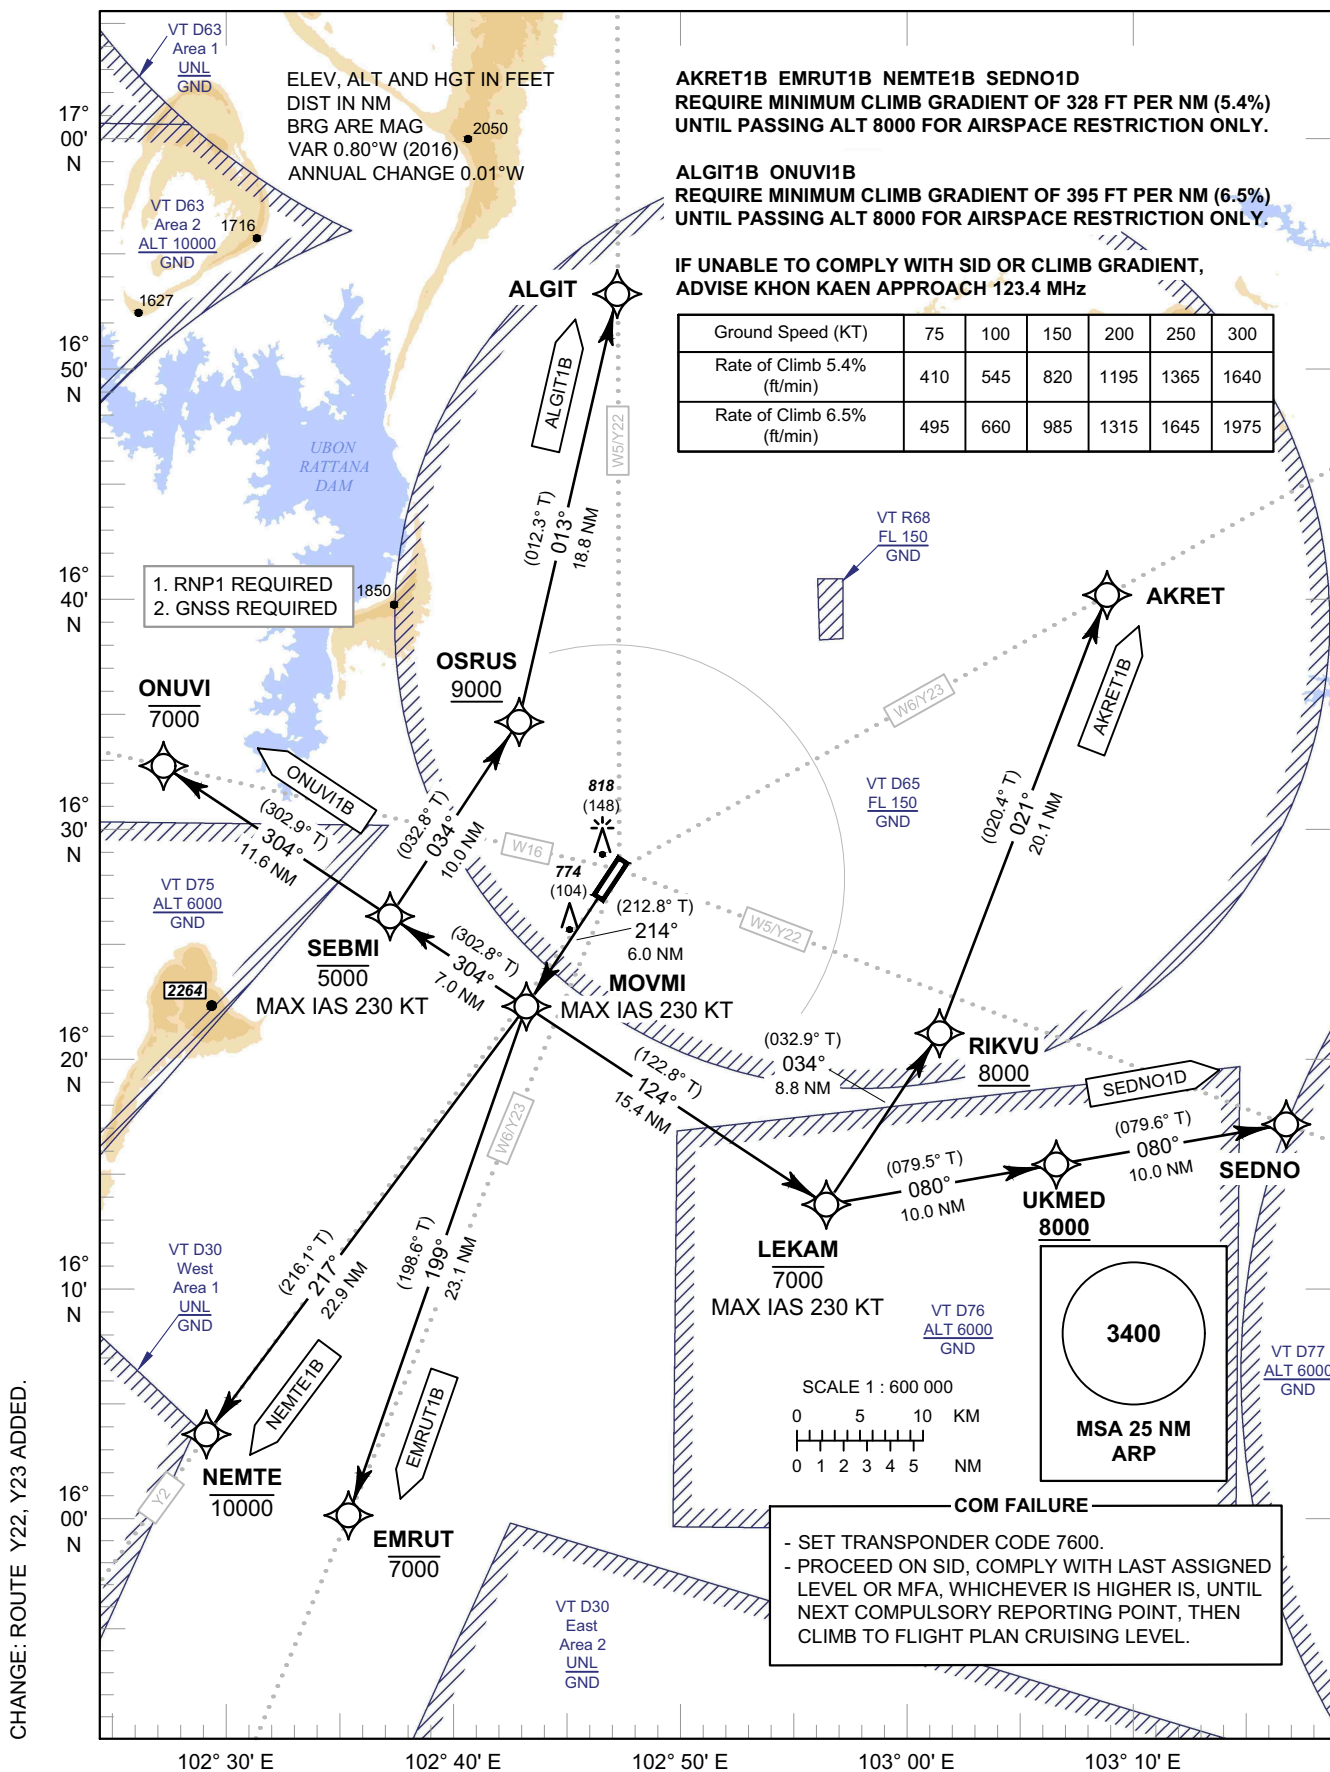 VT D63
Area 1
UNL
GND
ELEV, ALT AND HGT IN FEET
DIST IN NM
BRG ARE MAG
VAR 0.80°W (2016)
ANNUAL CHANGE 0.01°W
2050
AKRET1B EMRUT1B NEMTE1B SEDNO1D
REQUIRE MINIMUM CLIMB GRADIENT OF 328 FT PER NM (5.4%)
UNTIL PASSING ALT 8000 FOR AIRSPACE RESTRICTION ONLY.
ALGIT1B ONUVI1B
REQUIRE MINIMUM CLIMB GRADIENT OF 395 FT PER NM (6.5%)
UNTIL PASSING ALT 8000 FOR AIRSPACE RESTRICTION ONLY.
IF UNABLE TO COMPLY WITH SID OR CLIMB GRADIENT,
ADVISE KHON KAEN APPROACH 123.4 MHz
Ground Speed (KT) 75 100 150 200 250 300
Rate of Climb 5.4%
(ft/min) 410 545 820 1195 1365 1640
Rate of Climb 6.5%
(ft/min) 495 660 985 1315 1645 1975
17°
00'
N
VT D63
Area 2
ALT 10000
GND
1716
1627
16°
50'
N
ALGIT
ALGIT1B
W5/Y22
UBON
RATTANA
DAM
(012.3° T)
013°
18.8 NM
VT R68
FL 150
GND
16°
40'
N
1. RNP1 REQUIRED
2. GNSS REQUIRED
1850
AKRET
AKRET1B
OSRUS
9000
ONUVI
7000
W6/Y23
ONUVI1B
(302.9° T)
304°
11.6 NM
(032.8° T)
034°
10.0 NM
818
(148)
VT D65
FL 150
GND
(020.4° T)
021°
20.1 NM
16°
30'
N
W16
774
(104)
(212.8° T)
214°
6.0 NM
W5/Y22
VT D75
ALT 6000
GND
SEBMI
5000
MAX IAS 230 KT
(302.8° T)
304°
7.0 NM
MOVMI
MAX IAS 230 KT
2264
16°
20'
N
(032.9° T)
034°
8.8 NM
RIKVU
8000
(122.8° T)
124°
15.4 NM
W6/Y23
SEDNO1D
(079.5° T)
080°
10.0 NM
(079.6° T)
080°
10.0 NM
SEDNO
UKMED
8000
LEKAM
7000
MAX IAS 230 KT
16°
10'
N
VT D30
West
Area 1
UNL
GND
(216.1° T)
217°
22.9 NM
(198.6° T)
199°
23.1 NM
VT D76
ALT 6000
GND
3400
MSA 25 NM
ARP
VT D77
ALT 6000
GND
NEMTE1B
EMRUT1B
SCALE 1 : 600 000
0 5 10 KM
0 1 2 3 4 5 NM
NEMTE
10000
Y2
16°
00'
N
EMRUT
7000
COM FAILURE
- SET TRANSPONDER CODE 7600.
- PROCEED ON SID, COMPLY WITH LAST ASSIGNED
LEVEL OR MFA, WHICHEVER IS HIGHER IS, UNTIL
NEXT COMPULSORY REPORTING POINT, THEN
CLIMB TO FLIGHT PLAN CRUISING LEVEL.
VT D30
East
Area 2
UNL
GND
CHANGE: ROUTE Y22, Y23 ADDED.
102° 30' E 102° 40' E 102° 50' E 103° 00' E 103° 10' E